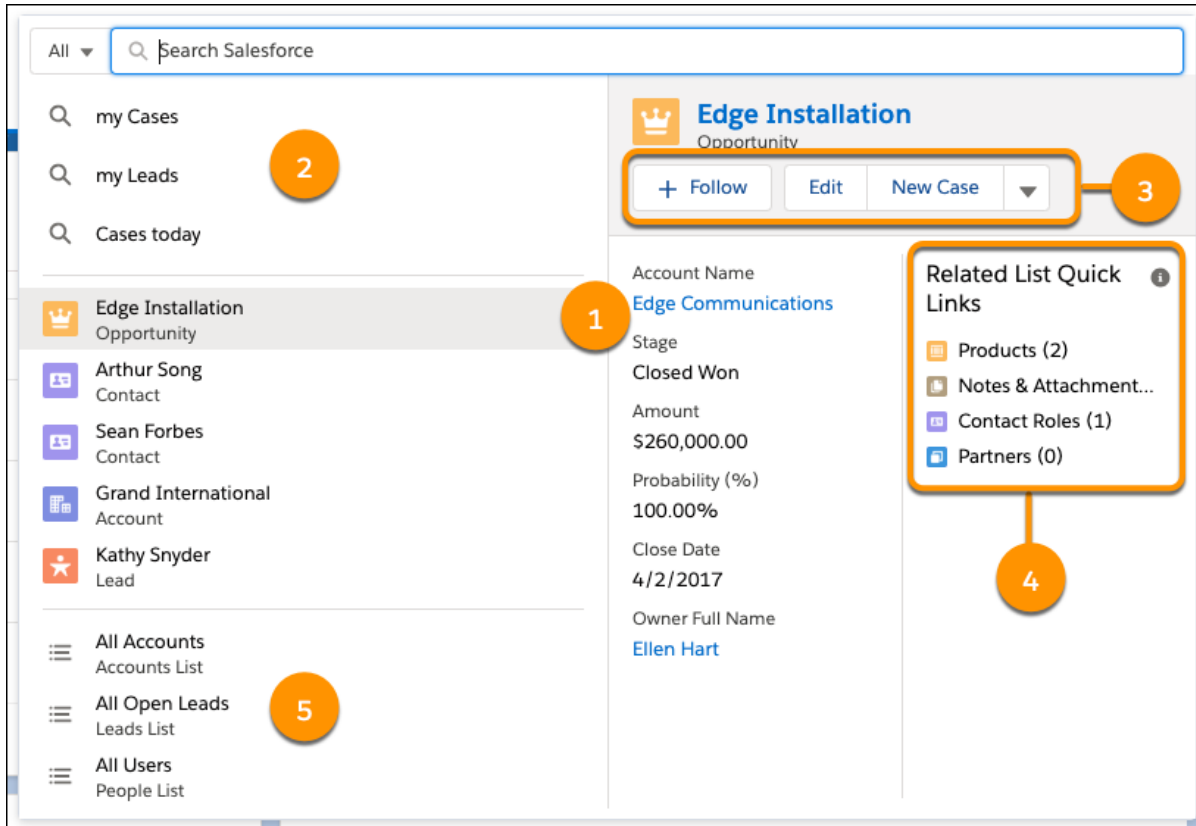 All
Search Salesforce
my Cases
my Leads
2
Cases today
Edge Installation
Opportunity
Arthur Song
Contact
Sean Forbes
Contact
Grand International
Account
Kathy Snyder
Lead
All Accounts
Accounts List
All Open Leads
Leads List
5
All Users
People List
Edge Installation
Opportunity
+ Follow
Edit
New Case
3
1
Account Name
Edge Communications
Stage
Closed Won
Amount
$260,000.00
Probability (%)
100.00%
Close Date
4/2/2017
Owner Full Name
Ellen Hart
Related List Quick
Links
Products (2)
Notes & Attachment...
Contact Roles (1)
Partners (0)
4